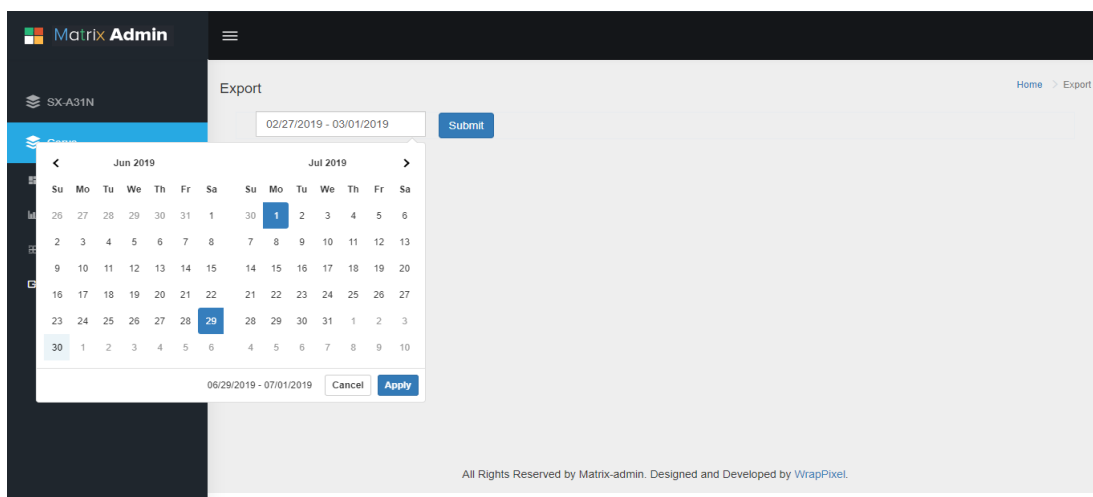 Matrix Admin
SX-A31N
Export
Home > Export
02/27/2019 - 03/01/2019
Submit
Jun 2019
Su Mo Tu We Th Fr Sa
26 27 28 29 30 31 1
2 3 4 5 6 7 8
9 10 11 12 13 14 15
16 17 18 19 20 21 22
23 24 25 26 27 28 29
30 1 2 3 4 5 6
Jul 2019
Su Mo Tu We Th Fr Sa
30 1 2 3 4 5 6
7 8 9 10 11 12 13
14 15 16 17 18 19 20
21 22 23 24 25 26 27
28 29 30 31 1 2 3
4 5 6 7 8 9 10
06/29/2019 - 07/01/2019
Cancel
Apply
All Rights Reserved by Matrix-admin. Designed and Developed by WrapPixel.